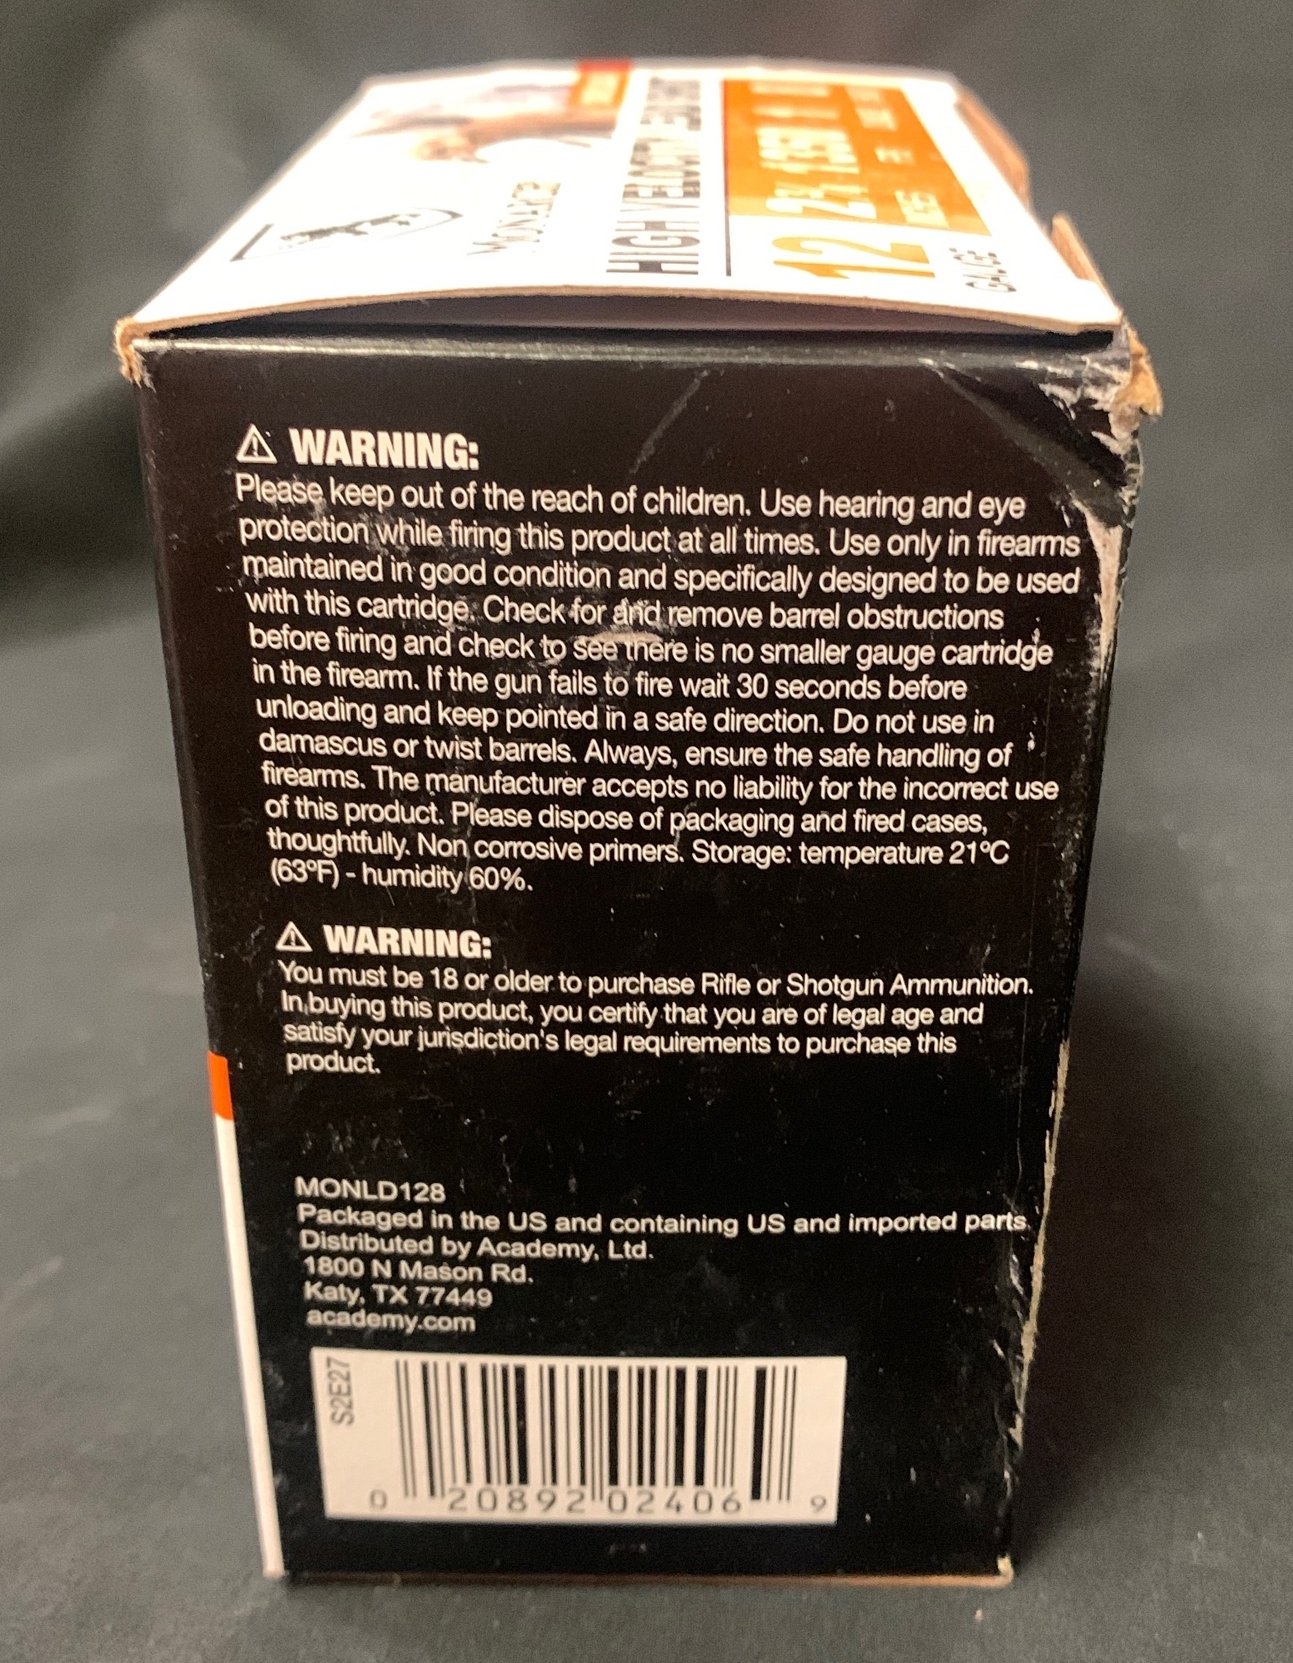 MONARCH
HIGH VELOCITY LEAD SHOT
12
GAUGE
2¾
⚠ WARNING:
Please keep out of the reach of children. Use hearing and eye
protection while firing this product at all times. Use only in firearms
maintained in good condition and specifically designed to be used
with this cartridge. Check for and remove barrel obstructions
before firing and check to see there is no smaller gauge cartridge
in the firearm. If the gun fails to fire wait 30 seconds before
unloading and keep pointed in a safe direction. Do not use in
damascus or twist barrels. Always, ensure the safe handling of
firearms. The manufacturer accepts no liability for the incorrect use
of this product. Please dispose of packaging and fired cases,
thoughtfully. Non corrosive primers. Storage: temperature 21ºC
(63ºF) - humidity 60%.
⚠ WARNING:
You must be 18 or older to purchase Rifle or Shotgun Ammunition.
In buying this product, you certify that you are of legal age and
satisfy your jurisdiction's legal requirements to purchase this
product.
MONLD128
Packaged in the US and containing US and imported parts.
Distributed by Academy, Ltd.
1800 N Mason Rd.
Katy, TX 77449
academy.com
S2E27
0 20892 02406 9